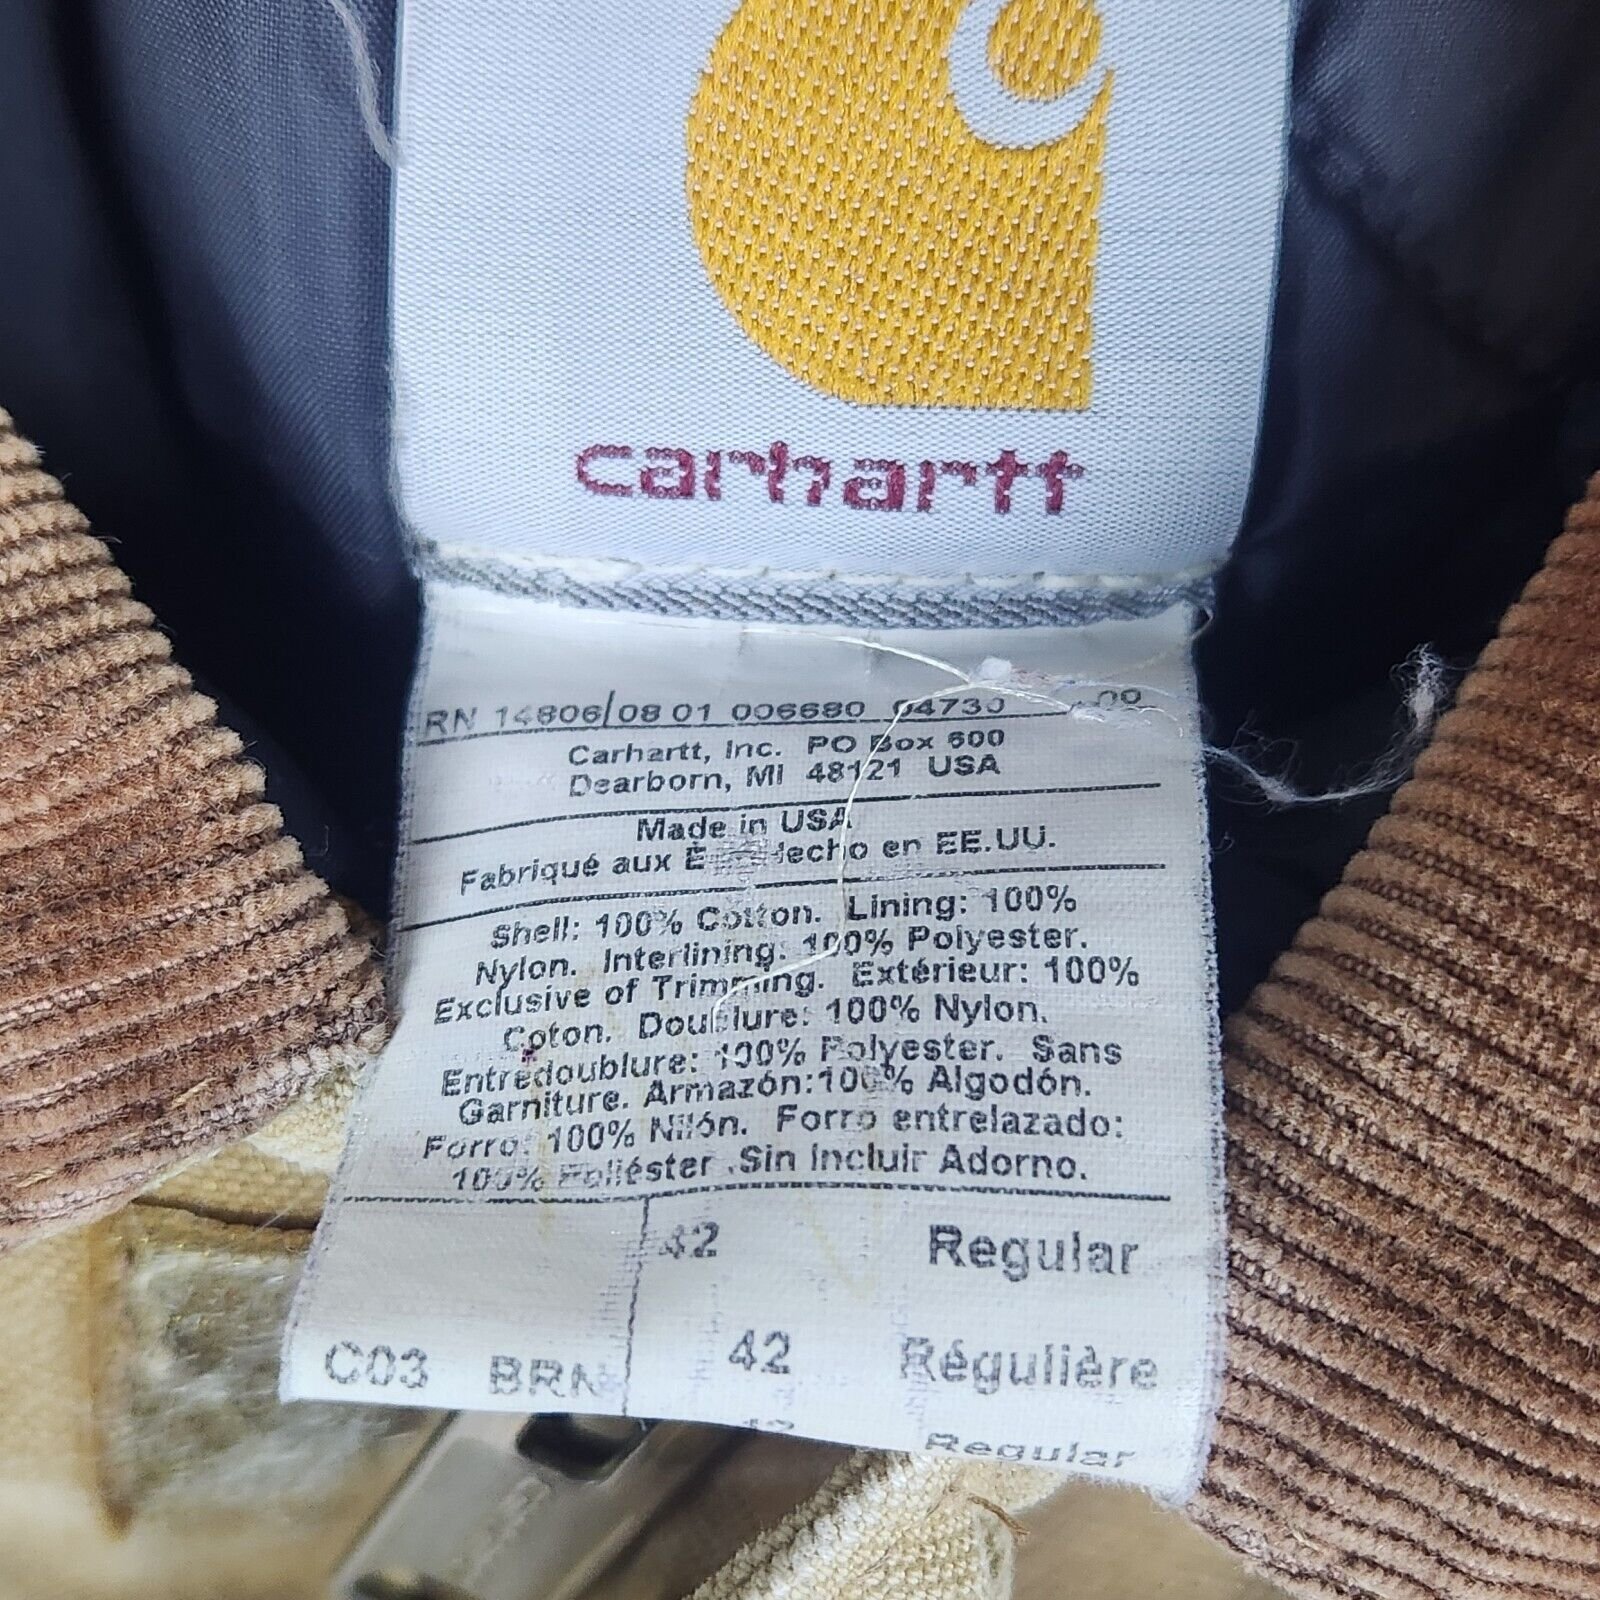 carhartt
RN 14806/08 01 006680 04730 00
Carhartt, Inc. PO Box 600
Dearborn, MI 48121 USA
Made in USA
Fabriqué aux en EE.UU.
Shell: 100% Cotton. Lining: 100%
Nylon. Interlining: 100% Polyester.
Exclusive of Trimming. Extérieur: 100%
Coton. Doublure: 100% Nylon.
Entredoublure: 100% Polyester. Sans
Garniture. Armazón:100% Algodón.
Forro: 100% Nilón. Forro entrelazado:
100% Poliéster .Sin Incluir Adorno.
42 Regular
C03 BRN 42 Régulière
Regular